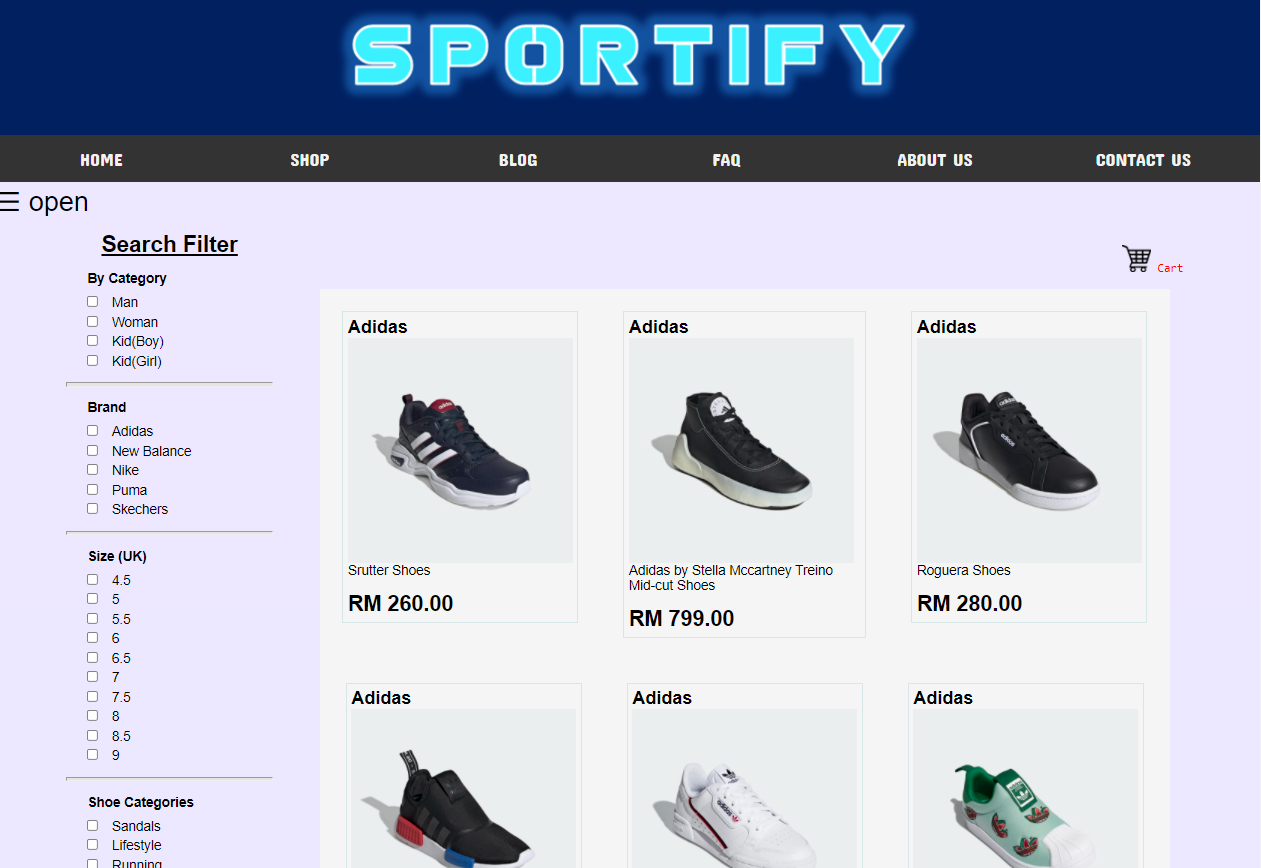 SPORTIFY
HOME SHOP BLOG FAQ ABOUT US CONTACT US
☰ open
Search Filter
By Category
Man
Woman
Kid(Boy)
Kid(Girl)
Brand
Adidas
New Balance
Nike
Puma
Skechers
Size (UK)
4.5
5
5.5
6
6.5
7
7.5
8
8.5
9
Shoe Categories
Sandals
Lifestyle
Running
Cart
Adidas
Srutter Shoes
RM 260.00
Adidas
Adidas by Stella Mccartney Treino
Mid-cut Shoes
RM 799.00
Adidas
Roguera Shoes
RM 280.00
Adidas
Adidas
Adidas